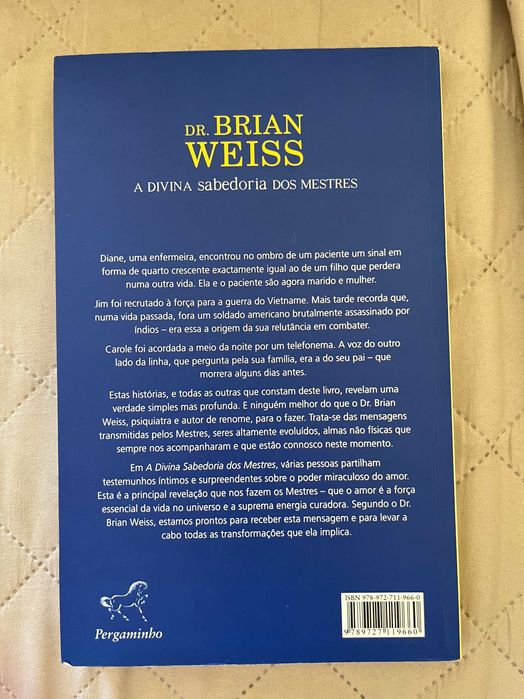 DR. BRIAN
WEISS
A DIVINA sabedoria DOS MESTRES
Diane, uma enfermeira, encontrou no ombro de um paciente um sinal em
forma de quarto crescente exactamente igual ao de um filho que perdera
numa outra vida. Ela e o paciente são agora marido e mulher.
Jim foi recrutado à força para a guerra do Vietname. Mais tarde recorda que,
numa vida passada, fora um soldado americano brutalmente assassinado por
índios – era essa a origem da sua relutância em combater.
Carole foi acordada a meio da noite por um telefonema. A voz do outro
lado da linha, que pergunta pela sua família, era a do seu pai – que
morrera alguns dias antes.
Estas histórias, e todas as outras que constam deste livro, revelam uma
verdade simples mas profunda. E ninguém melhor do que o Dr. Brian
Weiss, psiquiatra e autor de renome, para o fazer. Trata-se das mensagens
transmitidas pelos Mestres, seres altamente evoluídos, almas não físicas que
sempre nos acompanharam e que estão connosco neste momento.
Em A Divina Sabedoria dos Mestres, várias pessoas partilham
testemunhos íntimos e surpreendentes sobre o poder miraculoso do amor.
Esta é a principal revelação que nos fazem os Mestres – que o amor é a força
essencial da vida no universo e a suprema energia curadora. Segundo o Dr.
Brian Weiss, estamos prontos para receber esta mensagem e para levar a
cabo todas as transformações que ela implica.
Pergaminho
ISBN 978-972-711-966-0
9 789727 119660